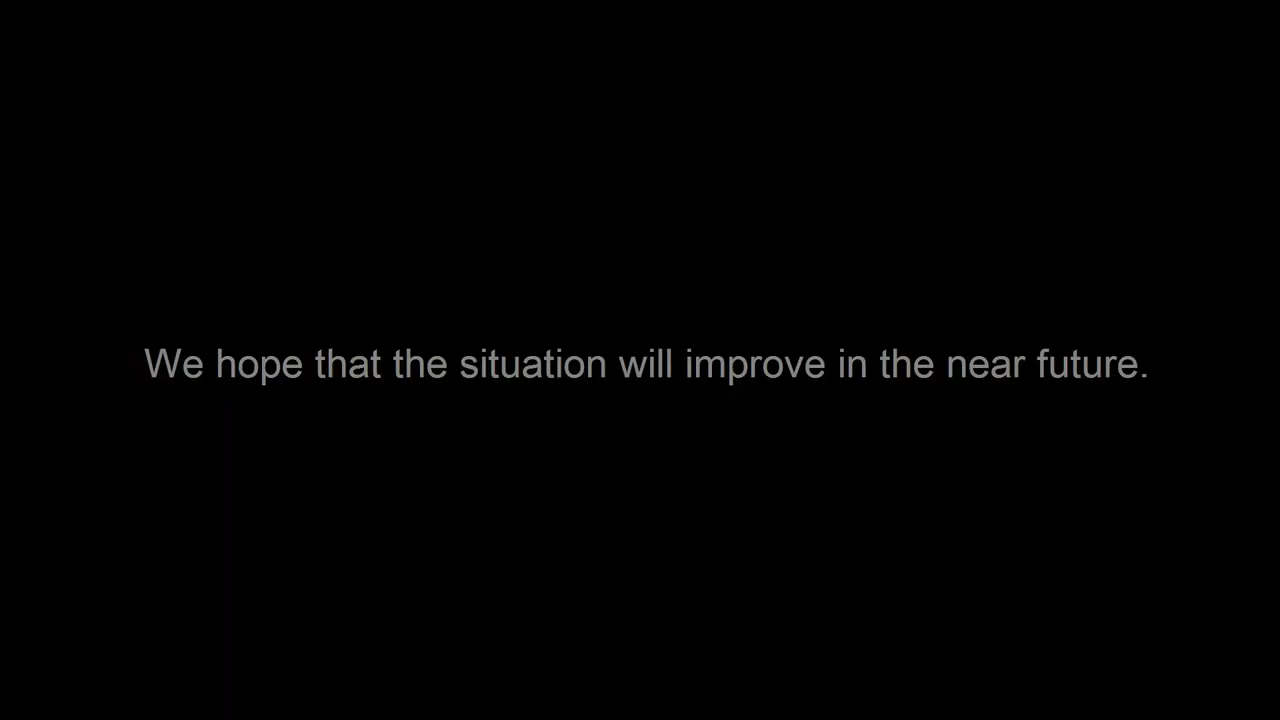 We hope that the situation will improve in the near future.